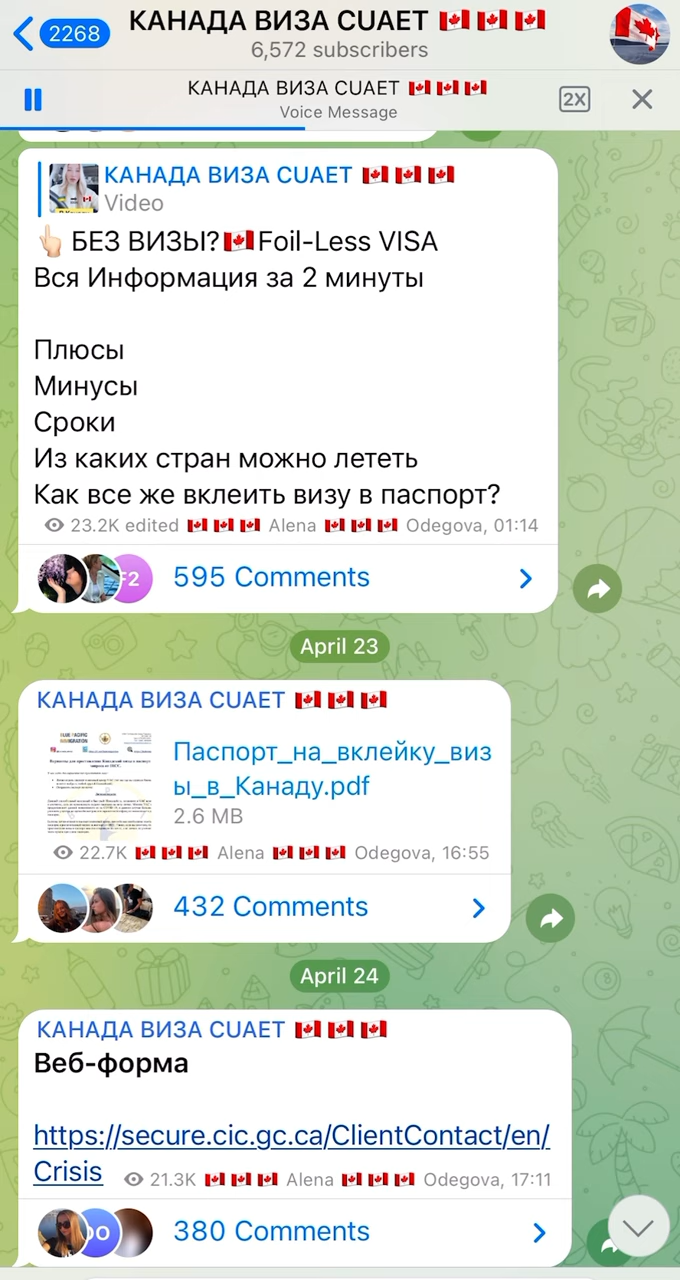 2268
КАНАДА ВИЗА CUAET 🇨🇦 🇨🇦 🇨🇦
6,572 subscribers
КАНАДА ВИЗА CUAET 🇨🇦 🇨🇦 🇨🇦
Voice Message
2X
КАНАДА ВИЗА CUAET 🇨🇦 🇨🇦 🇨🇦
Video
👆🏻 БЕЗ ВИЗЫ?🇨🇦Foil-Less VISA
Вся Информация за 2 минуты
Плюсы
Минусы
Сроки
Из каких стран можно лететь
Как все же вклеить визу в паспорт?
23.2K edited 🇨🇦 🇨🇦 🇨🇦 Alena 🇨🇦 🇨🇦 🇨🇦 Odegova, 01:14
F2
595 Comments
April 23
КАНАДА ВИЗА CUAET 🇨🇦 🇨🇦 🇨🇦
Паспорт_на_вклейку_виз
ы_в_Канаду.pdf
2.6 MB
22.7K 🇨🇦 🇨🇦 🇨🇦 Alena 🇨🇦 🇨🇦 🇨🇦 Odegova, 16:55
432 Comments
April 24
КАНАДА ВИЗА CUAET 🇨🇦 🇨🇦 🇨🇦
Веб-форма
https://secure.cic.gc.ca/ClientContact/en/
Crisis 21.3K 🇨🇦 🇨🇦 🇨🇦 Alena 🇨🇦 🇨🇦 🇨🇦 Odegova, 17:11
380 Comments